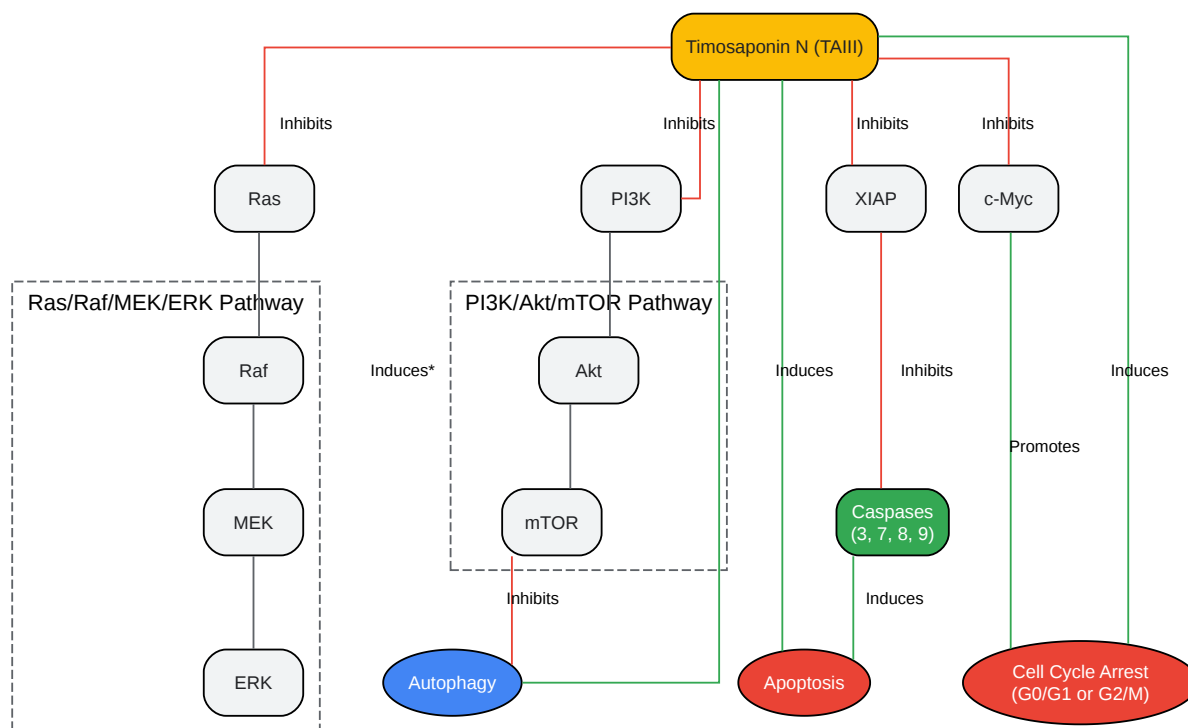 Timosaponin N (TAIII)
Inhibits
Inhibits
Inhibits
Inhibits
Ras
PI3K
XIAP
c-Myc
Ras/Raf/MEK/ERK Pathway
PI3K/Akt/mTOR Pathway
Raf
Induces*
Akt
Induces
Inhibits
Induces
Promotes
MEK
mTOR
Caspases
(3, 7, 8, 9)
Inhibits
Induces
ERK
Autophagy
Apoptosis
Cell Cycle Arrest
(G0/G1 or G2/M)